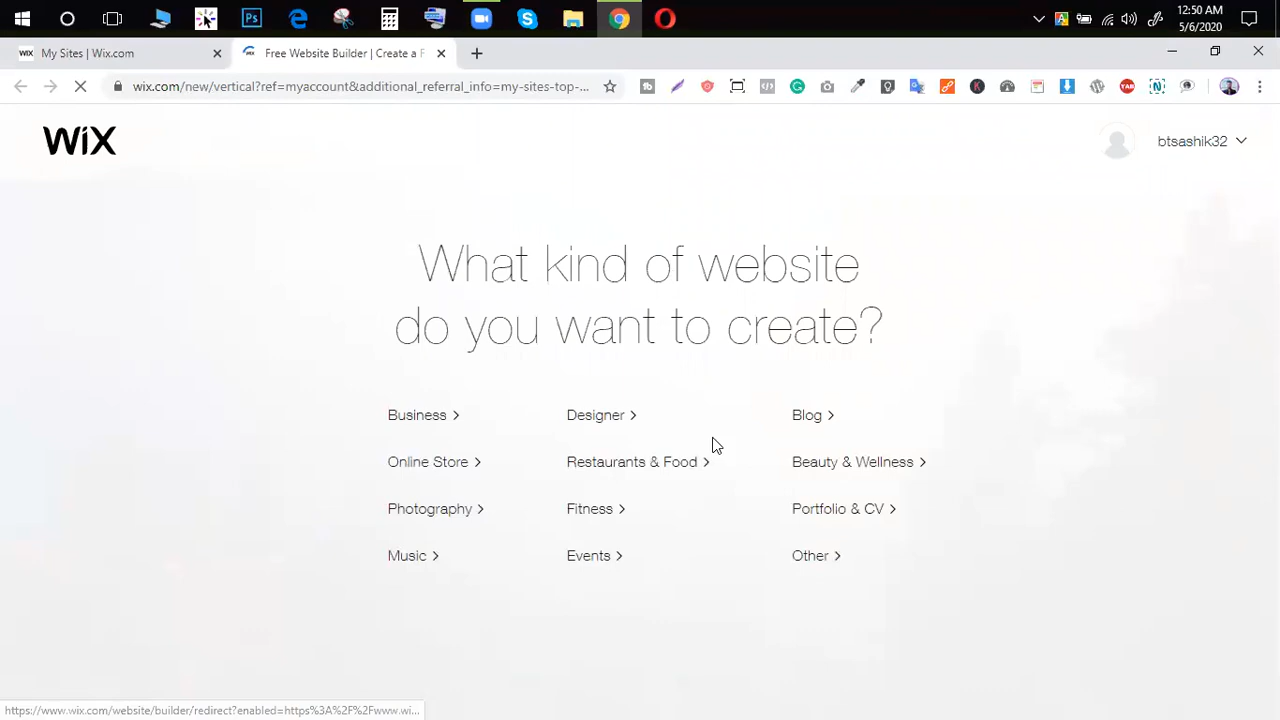 12:50 AM
5/6/2020
My Sites | Wix.com
Free Website Builder | Create a F
wix.com/new/vertical?ref=myaccount&additional_referral_info=my-sites-top-...
WiX
btsashik32
What kind of website
do you want to create?
Business >
Designer >
Blog >
Online Store >
Restaurants & Food >
Beauty & Wellness >
Photography >
Fitness >
Portfolio & CV >
Music >
Events >
Other >
https://www.wix.com/website/builder/redirect?enabled=https%3A%2F%2Fwww.wi...